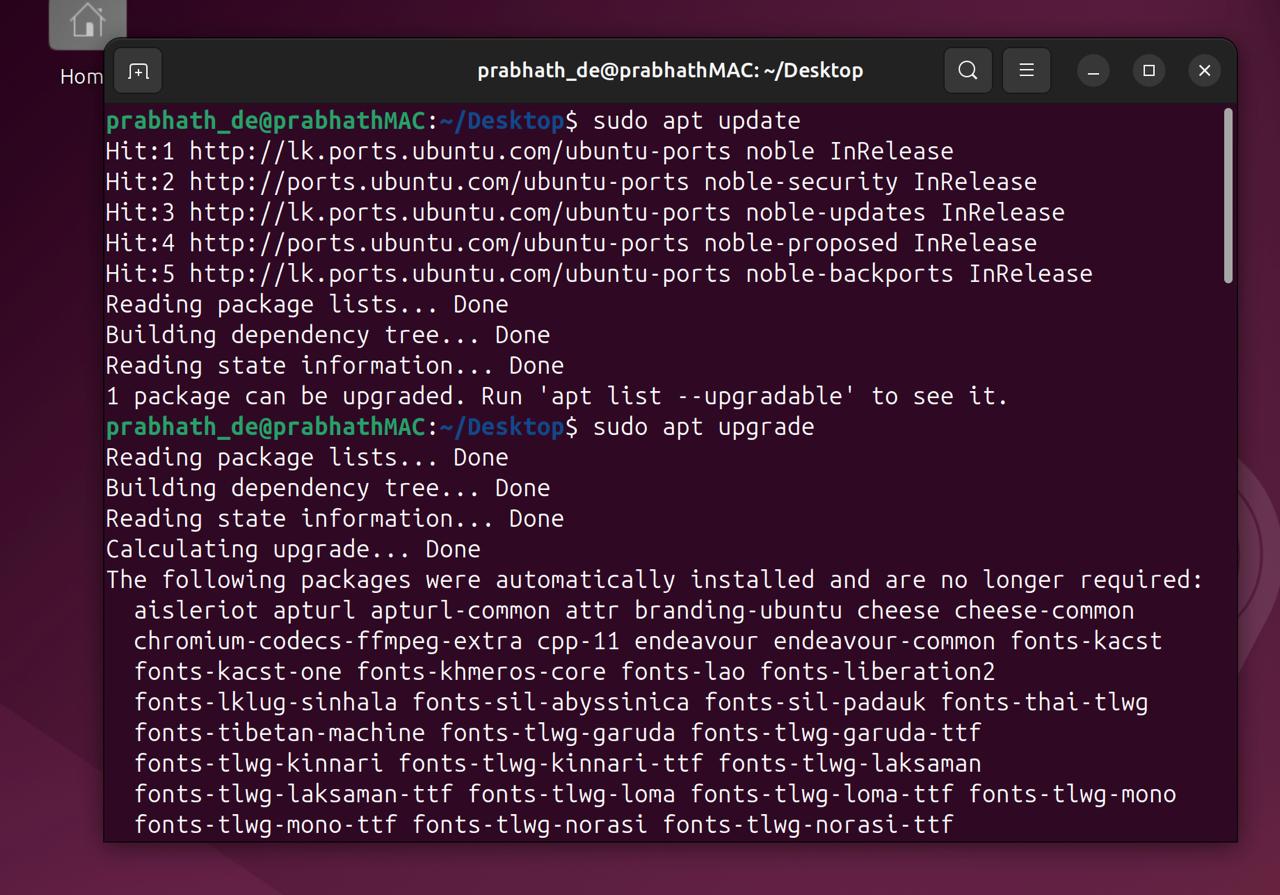 Hom
prabhath_de@prabhathMAC: ~/Desktop
prabhath_de@prabhathMAC:~/Desktop$ sudo apt update
Hit:1 http://lk.ports.ubuntu.com/ubuntu-ports noble InRelease
Hit:2 http://ports.ubuntu.com/ubuntu-ports noble-security InRelease
Hit:3 http://lk.ports.ubuntu.com/ubuntu-ports noble-updates InRelease
Hit:4 http://ports.ubuntu.com/ubuntu-ports noble-proposed InRelease
Hit:5 http://lk.ports.ubuntu.com/ubuntu-ports noble-backports InRelease
Reading package lists... Done
Building dependency tree... Done
Reading state information... Done
1 package can be upgraded. Run 'apt list --upgradable' to see it.
prabhath_de@prabhathMAC:~/Desktop$ sudo apt upgrade
Reading package lists... Done
Building dependency tree... Done
Reading state information... Done
Calculating upgrade... Done
The following packages were automatically installed and are no longer required:
  aisleriot apturl apturl-common attr branding-ubuntu cheese cheese-common
  chromium-codecs-ffmpeg-extra cpp-11 endeavour endeavour-common fonts-kacst
  fonts-kacst-one fonts-khmeros-core fonts-lao fonts-liberation2
  fonts-lklug-sinhala fonts-sil-abyssinica fonts-sil-padauk fonts-thai-tlwg
  fonts-tibetan-machine fonts-tlwg-garuda fonts-tlwg-garuda-ttf
  fonts-tlwg-kinnari fonts-tlwg-kinnari-ttf fonts-tlwg-laksaman
  fonts-tlwg-laksaman-ttf fonts-tlwg-loma fonts-tlwg-loma-ttf fonts-tlwg-mono
  fonts-tlwg-mono-ttf fonts-tlwg-norasi fonts-tlwg-norasi-ttf